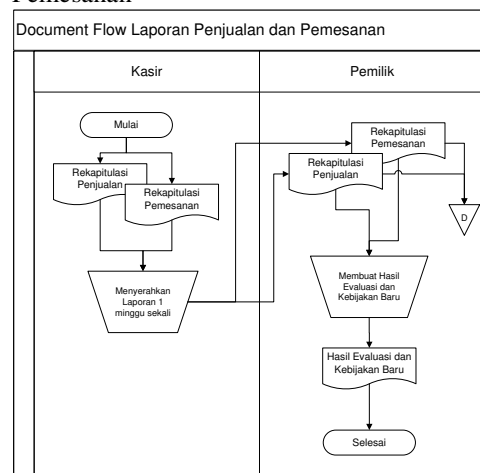 Pemesanan
Document Flow Laporan Penjualan dan Pemesanan
Kasir
Pemilik
Mulai
Rekapitulasi
Penjualan
Rekapitulasi
Pemesanan
Menyerahkan
Laporan 1
minggu sekali
Rekapitulasi
Pemesanan
Rekapitulasi
Penjualan
D
Membuat Hasil
Evaluasi dan
Kebijakan Baru
Hasil Evaluasi dan
Kebijakan Baru
Selesai